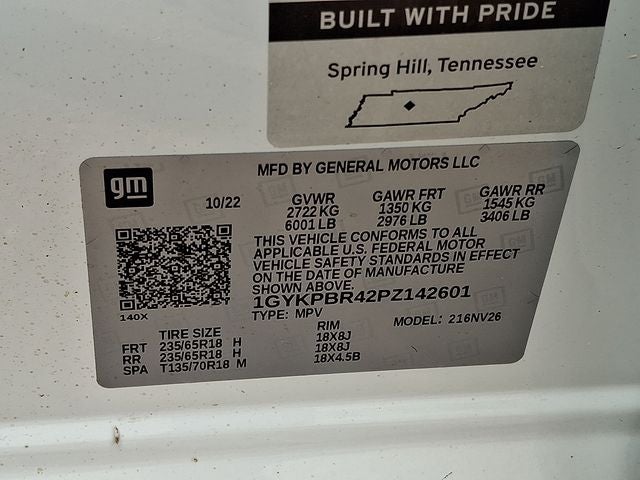 BUILT WITH PRIDE
Spring Hill, Tennessee
gm
MFD BY GENERAL MOTORS LLC
10/22 GVWR GAWR FRT GAWR RR
2722 KG 1350 KG 1545 KG
6001 LB 2976 LB 3406 LB
THIS VEHICLE CONFORMS TO ALL
APPLICABLE U.S. FEDERAL MOTOR
VEHICLE SAFETY STANDARDS IN EFFECT
ON THE DATE OF MANUFACTURE
SHOWN ABOVE.
1GYKPBR42PZ142601
140X TYPE: MPV MODEL: 216NV26
TIRE SIZE RIM
FRT 235/65R18 H 18X8J
RR 235/65R18 H 18X8J
SPA T135/70R18 M 18X4.5B